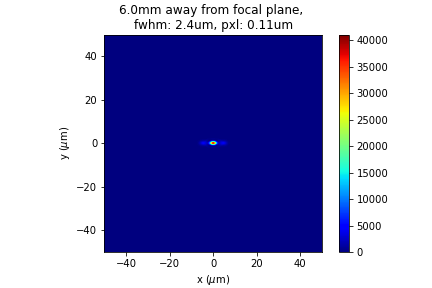 6.0mm away from focal plane,
fwhm: 2.4um, pxl: 0.11um
40
20
0
−20
−40
y (μm)
−40 −20 0 20 40
x (μm)
40000
35000
30000
25000
20000
15000
10000
5000
0